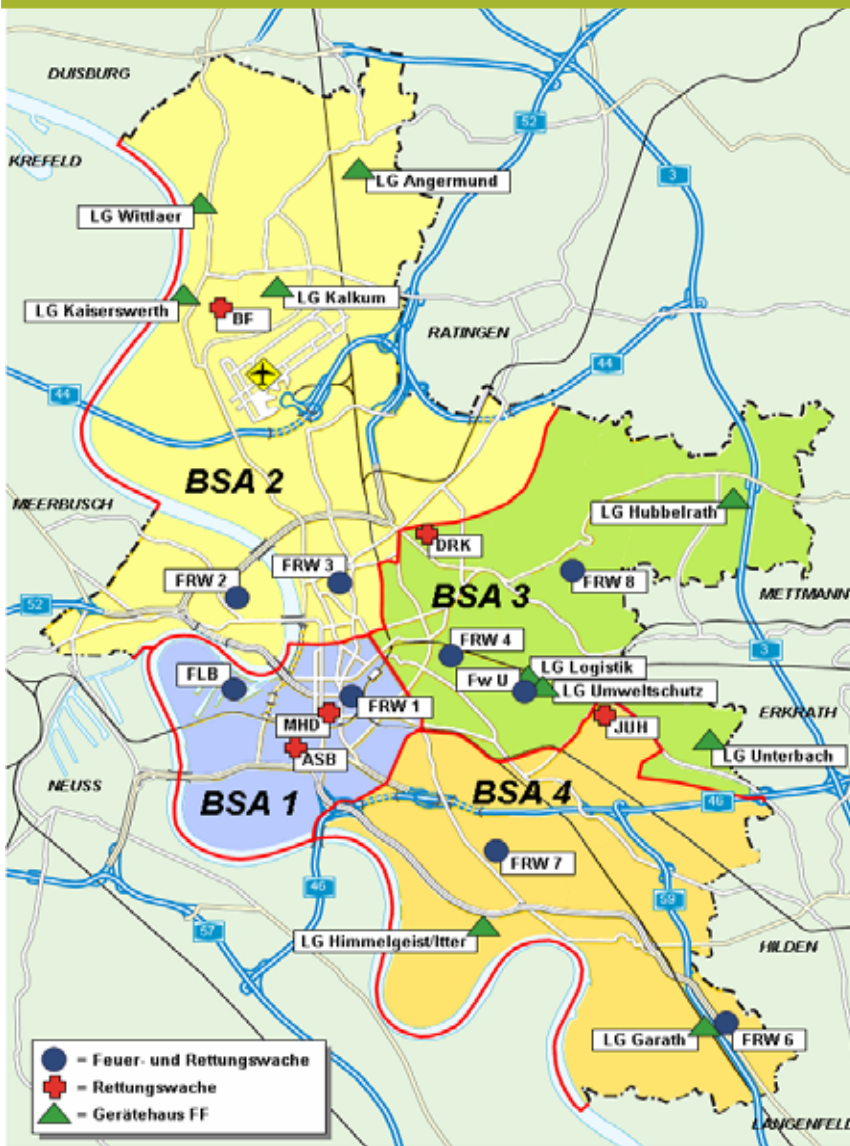 DUISBURG
52
KREFELD
LG Angermund
3
LG Wittlaer
LG Kaiserswerth
LG Kalkum
BF
RATINGEN
44
44
BSA 2
MEERBUSCH
LG Hubbelrath
DRK
FRW 2
FRW 3
FRW 8
BSA 3
METTMANN
52
FRW 4
3
FLB
LG Logistik
Fw U
LG Umweltschutz
FRW 1
MHD
ERKRATH
JUH
ASB
LG Unterbach
NEUSS
BSA 1
BSA 4
46
FRW 7
46
59
57
LG Himmelgeist/Itter
HILDEN
LG Garath
FRW 6
= Feuer- und Rettungswache
= Rettungswache
= Gerätehaus FF
LANGENFELD